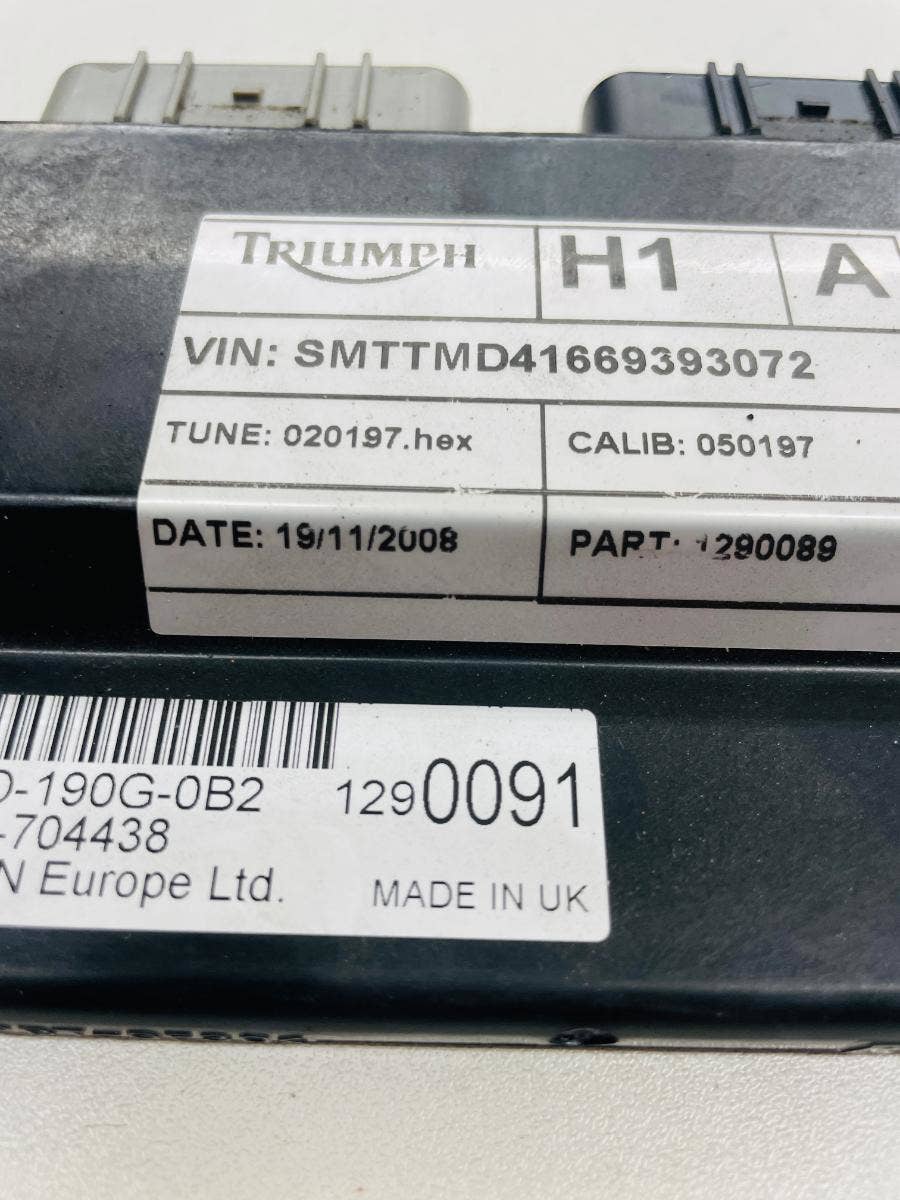 TRIUMPH H1 A
VIN: SMTTMD41669393072
TUNE: 020197.hex CALIB: 050197
DATE: 19/11/2008 PART: 1290089
-190G-0B2 1290091
-704438
N Europe Ltd. MADE IN UK